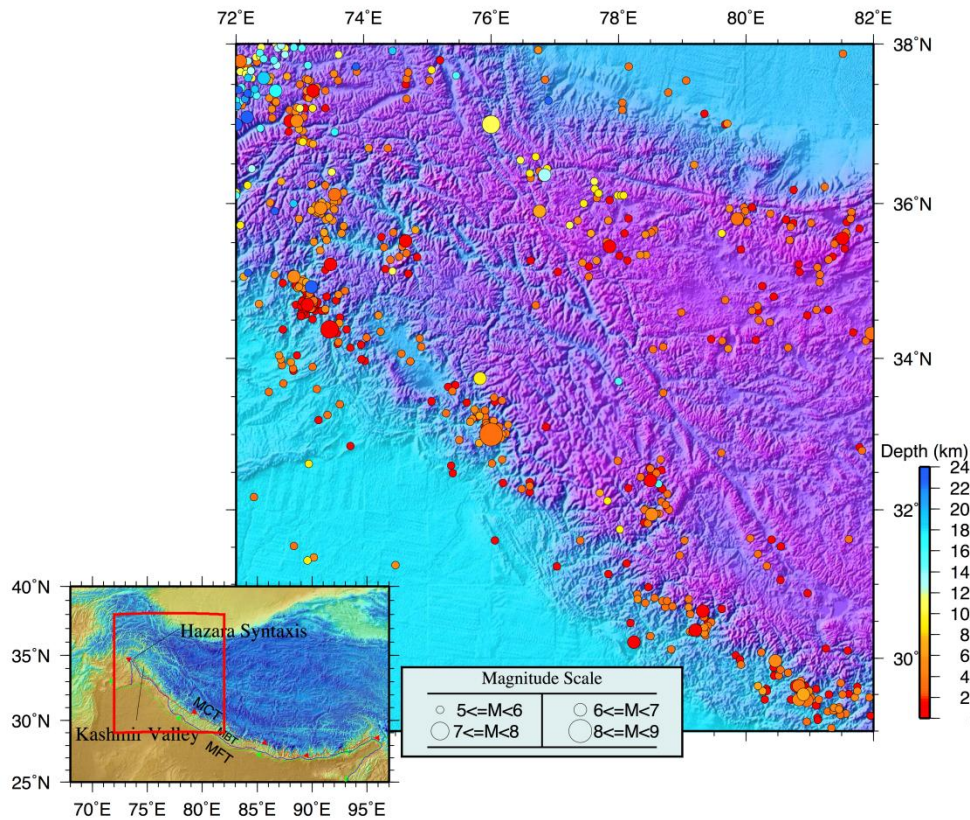 72°E 74°E 76°E 78°E 80°E 82°E
38°N
36°N
34°N
32°N
30°N
Depth (km)
24
22
20
18
16
14
12
10
8
6
4
2
40°N
35°N
30°N
25°N
70°E 75°E 80°E 85°E 90°E 95°E
Hazara Syntaxis
Kashmir Valley
MCT
MBT
MFT
Magnitude Scale
5<=M<6 6<=M<7
7<=M<8 8<=M<9